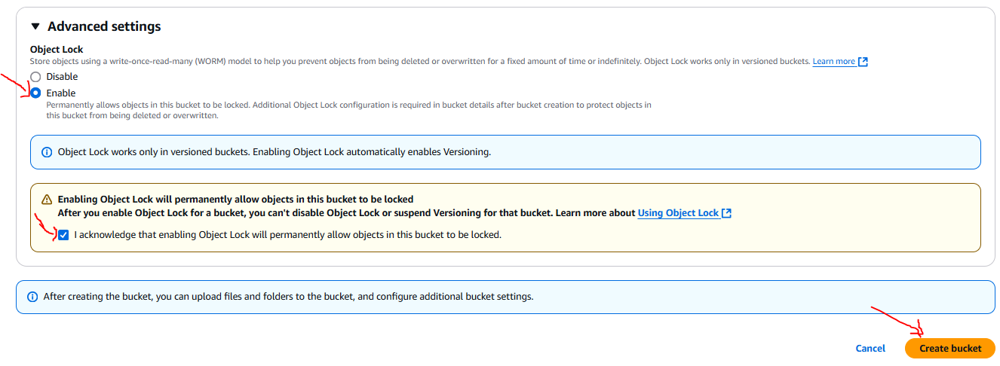 Advanced settings
Object Lock
Store objects using a write-once-read-many (WORM) model to help you prevent objects from being deleted or overwritten for a fixed amount of time or indefinitely. Object Lock works only in versioned buckets. Learn more
Disable
Enable
Permanently allows objects in this bucket to be locked. Additional Object Lock configuration is required in bucket details after bucket creation to protect objects in
this bucket from being deleted or overwritten.
Object Lock works only in versioned buckets. Enabling Object Lock automatically enables Versioning.
Enabling Object Lock will permanently allow objects in this bucket to be locked
After you enable Object Lock for a bucket, you can't disable Object Lock or suspend Versioning for that bucket. Learn more about Using Object Lock
I acknowledge that enabling Object Lock will permanently allow objects in this bucket to be locked.
After creating the bucket, you can upload files and folders to the bucket, and configure additional bucket settings.
Cancel Create bucket